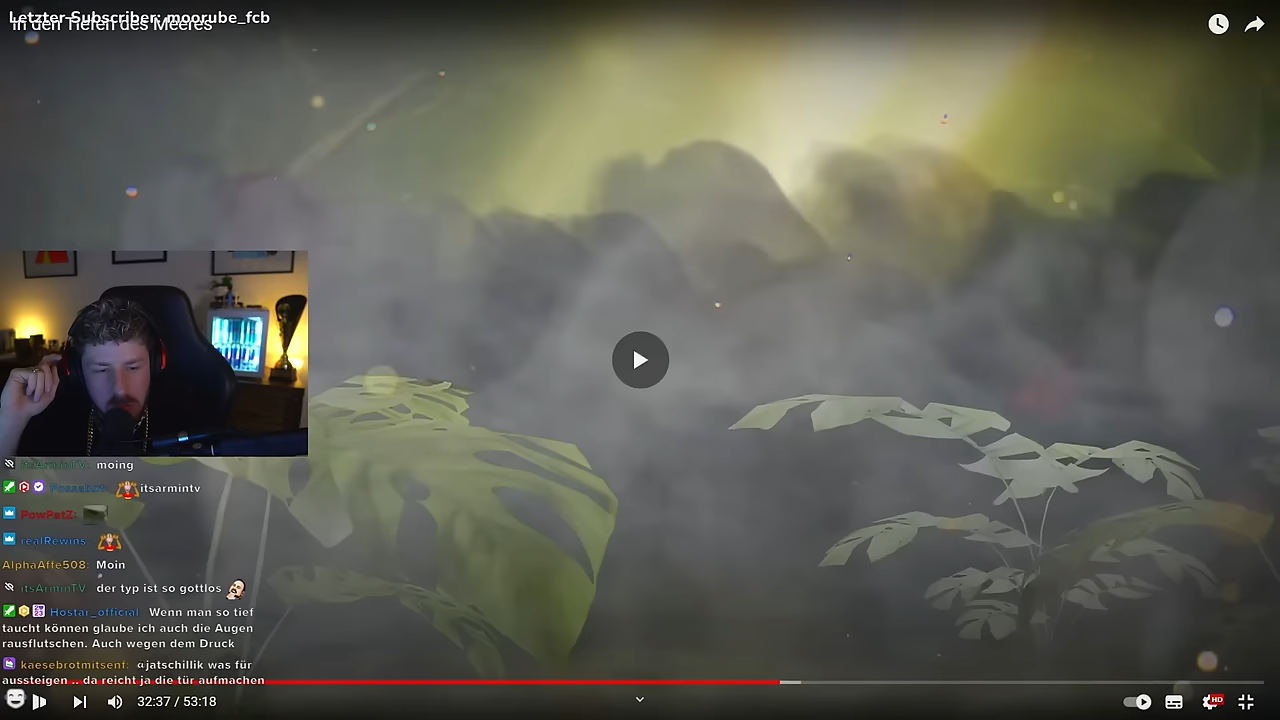 Letzter Subscriber: moorube_fcb
In den Tiefen des Meeres
itsArminTV: moing
itsarmintv
PowPatZ:
realRewins:
AlphaAffe508: Moin
itsArminTV: der typ ist so gottlos
Hostar_official: Wenn man so tief
taucht können glaube ich auch die Augen
rausflutschen. Auch wegen dem Druck
kaesebrotmitsenf: @jatschillik was für
aussteigen .. da reicht ja die tür aufmachen
32:37 / 53:18
HD